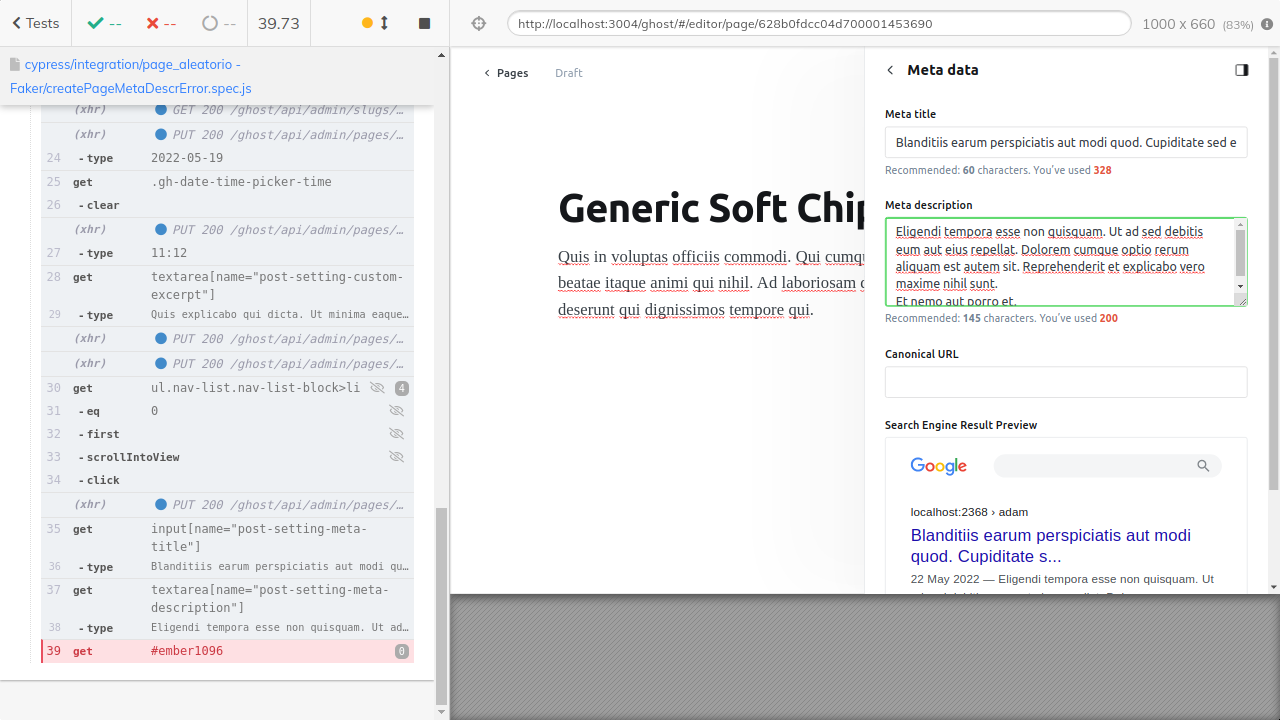 Tests
--
--
--
39.73
cypress/integration/page_aleatorio -
Faker/createPageMetaDescrError.spec.js
(xhr) GET 200 /ghost/api/admin/slugs/…
(xhr) PUT 200 /ghost/api/admin/pages/…
24 -type 2022-05-19
25 get .gh-date-time-picker-time
26 -clear
(xhr) PUT 200 /ghost/api/admin/pages/…
27 -type 11:12
28 get textarea[name="post-setting-custom-
excerpt"]
29 -type Quis explicabo qui dicta. Ut minima eaque…
(xhr) PUT 200 /ghost/api/admin/pages/…
(xhr) PUT 200 /ghost/api/admin/pages/…
30 get ul.nav-list.nav-list-block>li 4
31 -eq 0
32 -first
33 -scrollIntoView
34 -click
(xhr) PUT 200 /ghost/api/admin/pages/…
35 get input[name="post-setting-meta-
title"]
36 -type Blanditiis earum perspiciatis aut modi qu…
37 get textarea[name="post-setting-meta-
description"]
38 -type Eligendi tempora esse non quisquam. Ut ad…
39 get #ember1096 0
http://localhost:3004/ghost/#/editor/page/628b0fdcc04d700001453690
1000 x 660 (83%)
Pages
Draft
Generic Soft Chip
Quis in voluptas officiis commodi. Qui cumqu
beatae itaque animi qui nihil. Ad laboriosam
deserunt qui dignissimos tempore qui.
Meta data
Meta title
Blanditiis earum perspiciatis aut modi quod. Cupiditate sed e
Recommended: 60 characters. You've used 328
Meta description
Eligendi tempora esse non quisquam. Ut ad sed debitis
eum aut eius repellat. Dolorem cumque optio rerum
aliquam est autem sit. Reprehenderit et explicabo vero
maxime nihil sunt.
Et nemo aut porro et.
Recommended: 145 characters. You've used 200
Canonical URL
Search Engine Result Preview
Google
localhost:2368 › adam
Blanditiis earum perspiciatis aut modi
quod. Cupiditate s...
22 May 2022 — Eligendi tempora esse non quisquam. Ut